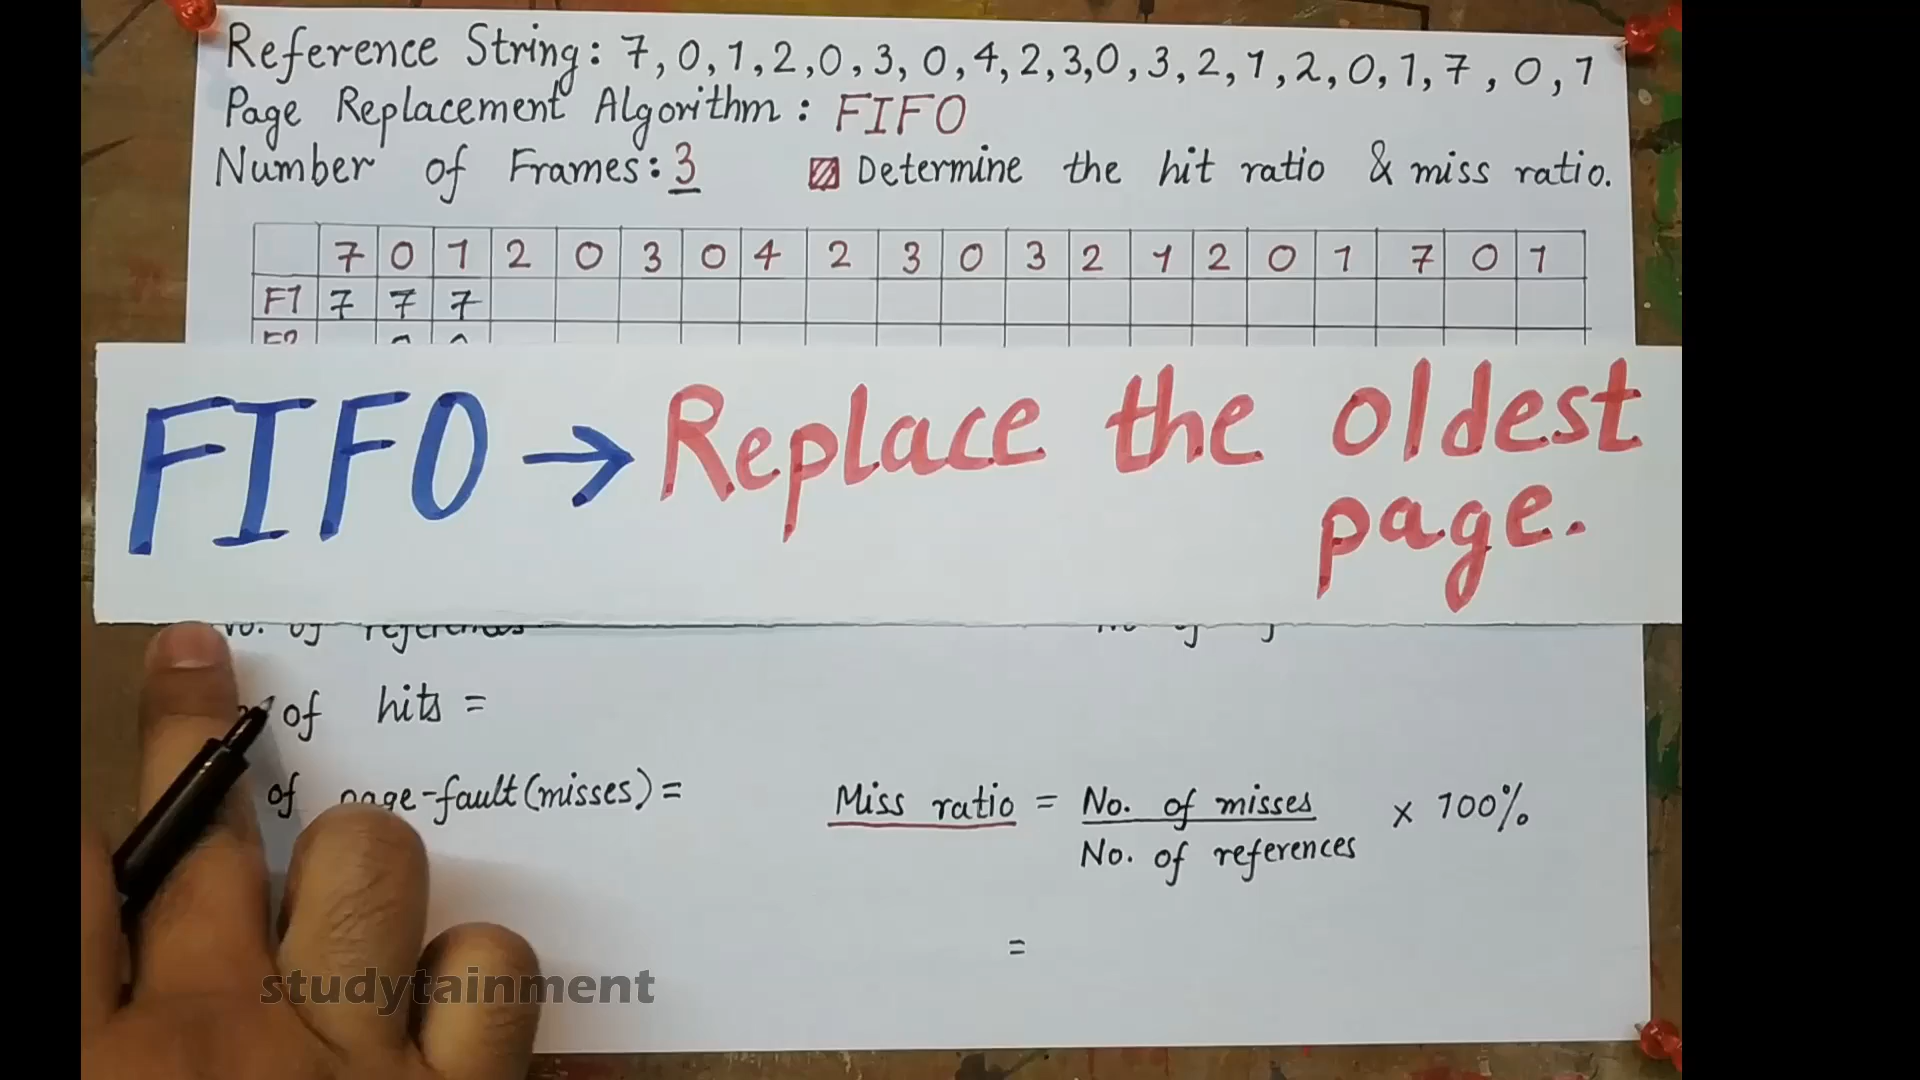 Reference String: 7, 0, 1, 2, 0, 3, 0, 4, 2, 3, 0, 3, 2, 1, 2, 0, 1, 7, 0, 1
Page Replacement Algorithm: FIFO
Number of Frames: 3 Determine the hit ratio & miss ratio.
7 0 1 2 0 3 0 4 2 3 0 3 2 1 2 0 1 7 0 1
F1 7 7 7
FIFO → Replace the oldest
page.
of hits =
of page-fault (misses) =
Miss ratio = No. of misses × 100%
No. of references
=
studytainment